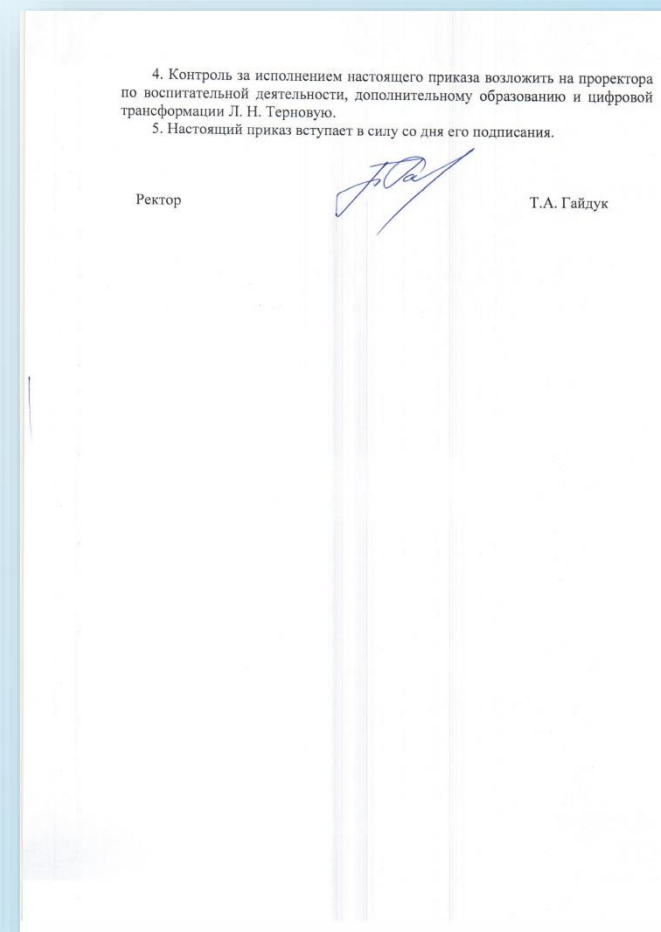 4. Контроль за исполнением настоящего приказа возложить на проректора
по воспитательной деятельности, дополнительному образованию и цифровой
трансформации Л. Н. Терновую.
5. Настоящий приказ вступает в силу со дня его подписания.
Ректор
Т.А. Гайдук